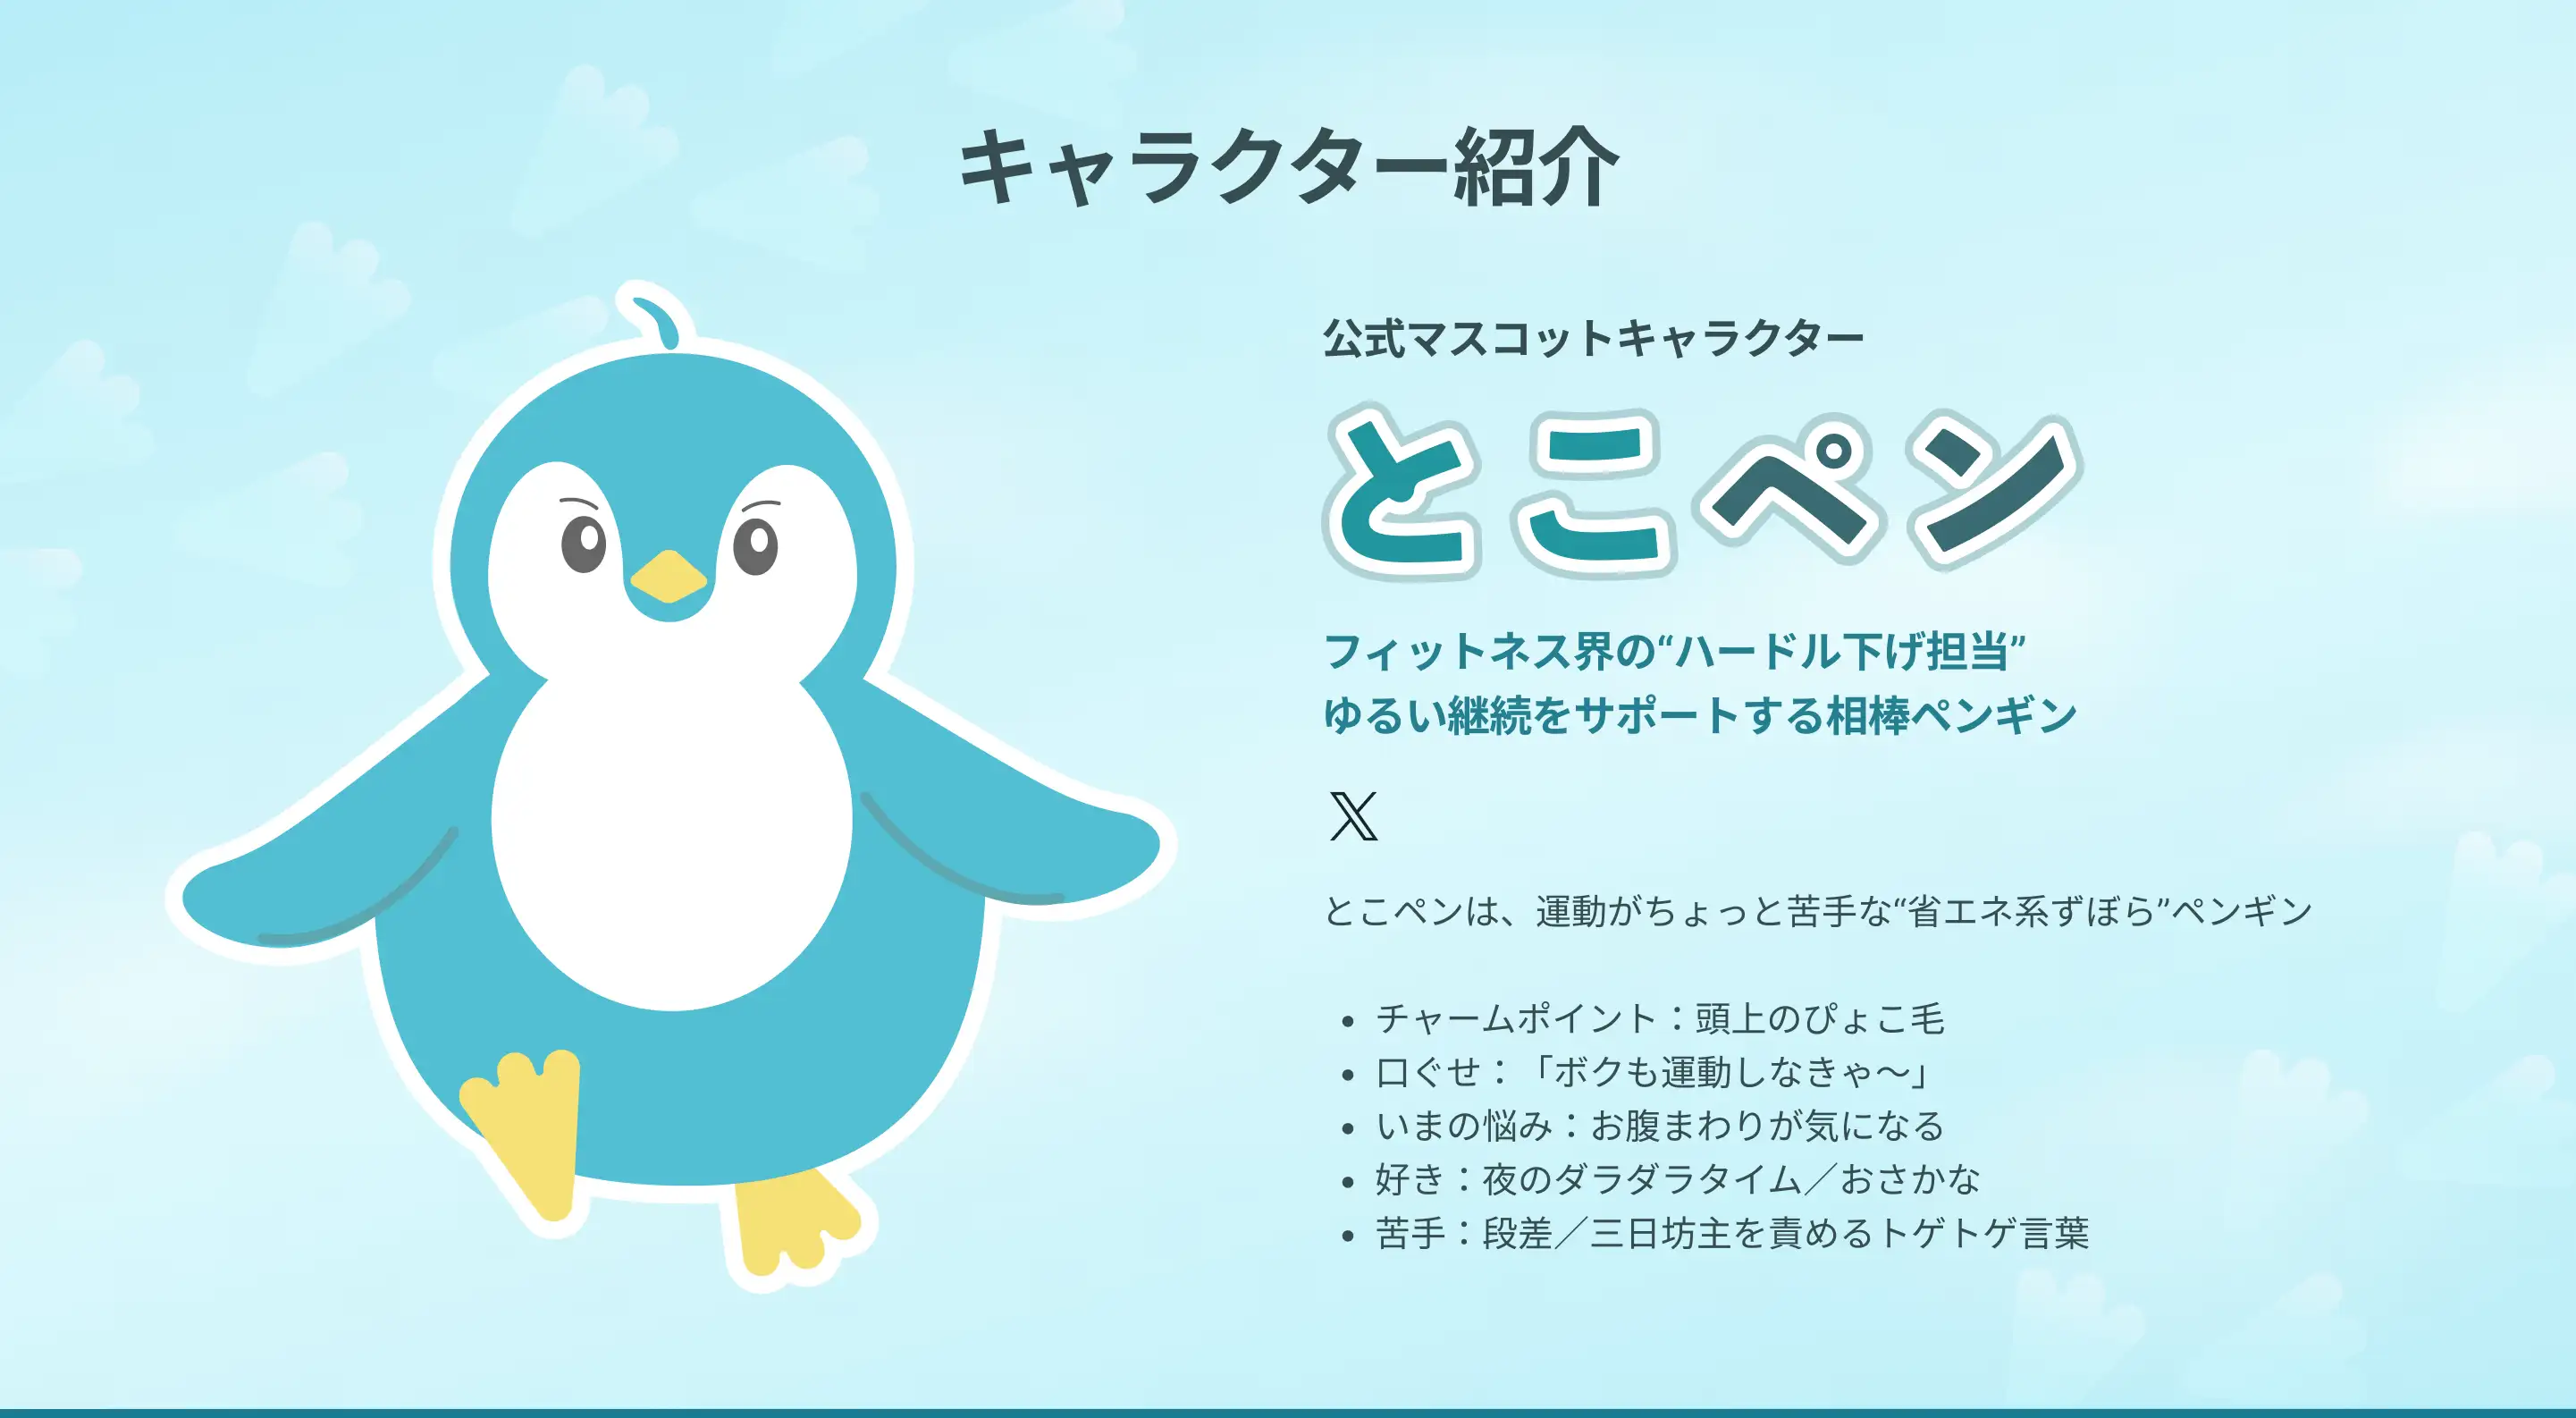 キャラクター紹介
公式マスコットキャラクター
とこペン
フィットネス界の“ハードル下げ担当”
ゆるい継続をサポートする相棒ペンギン
とこペンは、運動がちょっと苦手な“省エネ系ずぼら”ペンギン
• チャームポイント：頭上のぴょこ毛
• 口ぐせ：「ボクも運動しなきゃ〜」
• いまの悩み：お腹まわりが気になる
• 好き：夜のダラダラタイム／おさかな
• 苦手：段差／三日坊主を責めるトゲトゲ言葉